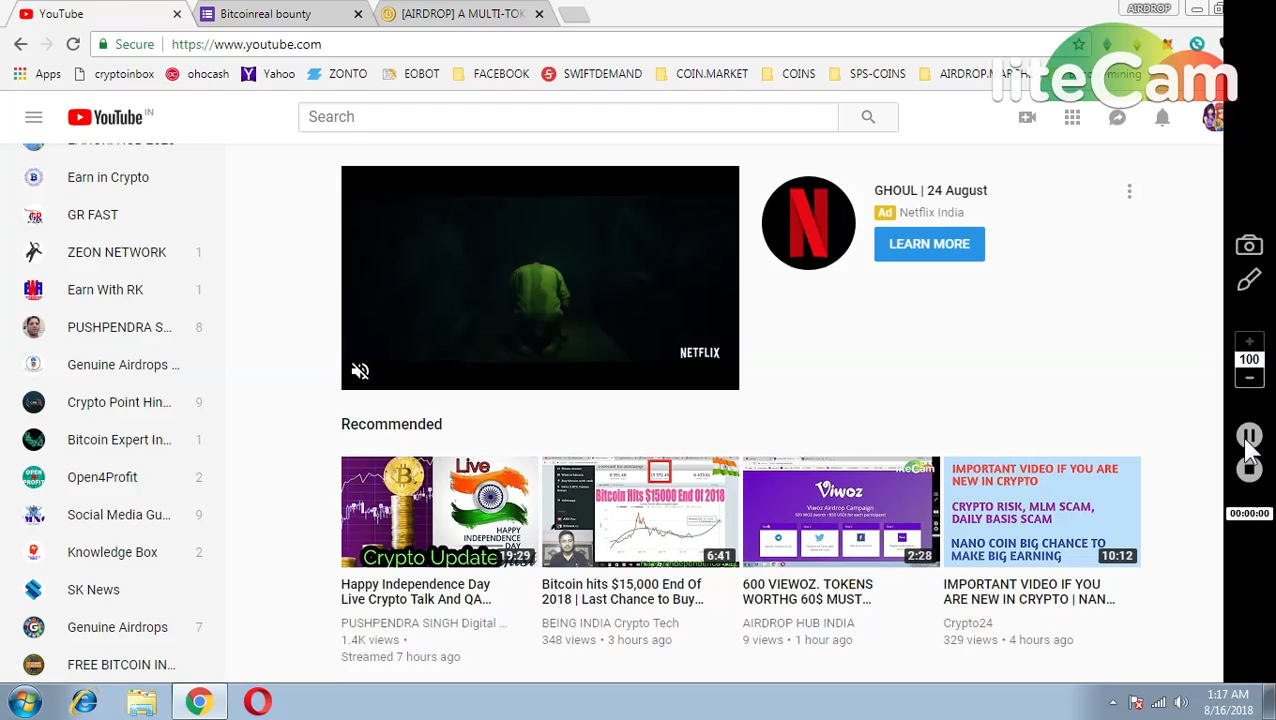 YouTube
Bitcoinreal bounty
[AIRDROP] A MULTI-TO
AIRDROP
Secure
https://www.youtube.com
Apps
cryptoinbox
ohocash
Yahoo
ZONTO
EOBOT
FACEBOO
SWIFTDEMAND
COIN.MARKET
COINS
SPS-COINS
liteCam
YouTube IN
Search
Earn in Crypto
GR FAST
ZEON NETWORK 1
Earn With RK 1
PUSHPENDRA S... 8
Genuine Airdrops ...
Crypto Point Hin... 9
Bitcoin Expert In... 1
Open4Profit 2
Social Media Gu... 9
Knowledge Box 2
SK News
Genuine Airdrops 7
FREE BITCOIN IN...
NETFLIX
GHOUL | 24 August
Ad Netflix India
LEARN MORE
Recommended
Live
HAPPY
INDEPENDENCE
DAY
Crypto Update
19:29
Bitcoin Hits $15000 End Of 2018
6:41
liteCam
Viwoz
Viwoz Airdrop Campaign
2:28
IMPORTANT VIDEO IF YOU ARE
NEW IN CRYPTO
CRYPTO RISK, MLM SCAM,
DAILY BASIS SCAM
NANO COIN BIG CHANCE TO
MAKE BIG EARNING
10:12
Happy Independence Day
Live Crypto Talk And QA...
PUSHPENDRA SINGH Digital ...
1.4K views •
Streamed 7 hours ago
Bitcoin hits $15,000 End Of
2018 | Last Chance to Buy...
BEING INDIA Crypto Tech
348 views • 3 hours ago
600 VIEWOZ. TOKENS
WORTHG 60$ MUST...
AIRDROP HUB INDIA
9 views • 1 hour ago
IMPORTANT VIDEO IF YOU
ARE NEW IN CRYPTO | NAN...
Crypto24
329 views • 4 hours ago
100
00:00:00
1:17 AM
8/16/2018